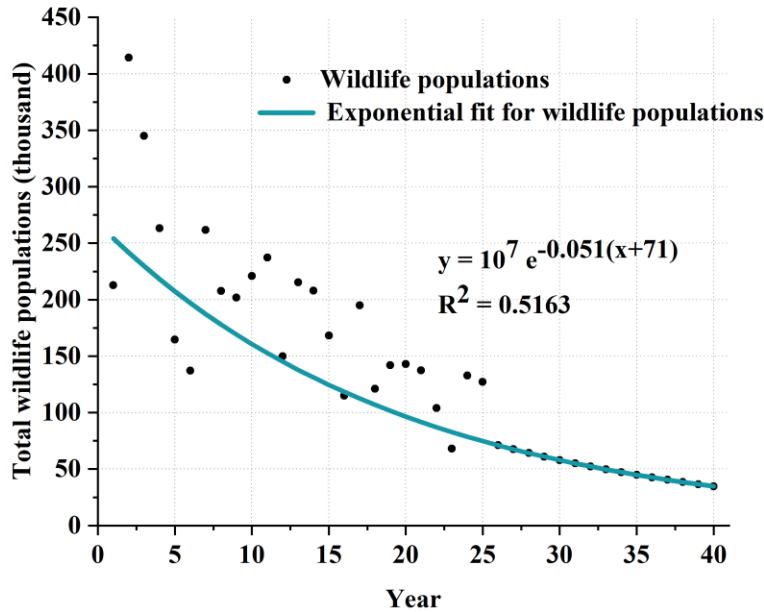 450
400
350
300
250
200
150
100
50
0
Total wildlife populations (thousand)
Wildlife populations
Exponential fit for wildlife populations
y = 10^7 e^-0.051(x+71)
R^2 = 0.5163
0 5 10 15 20 25 30 35 40
Year